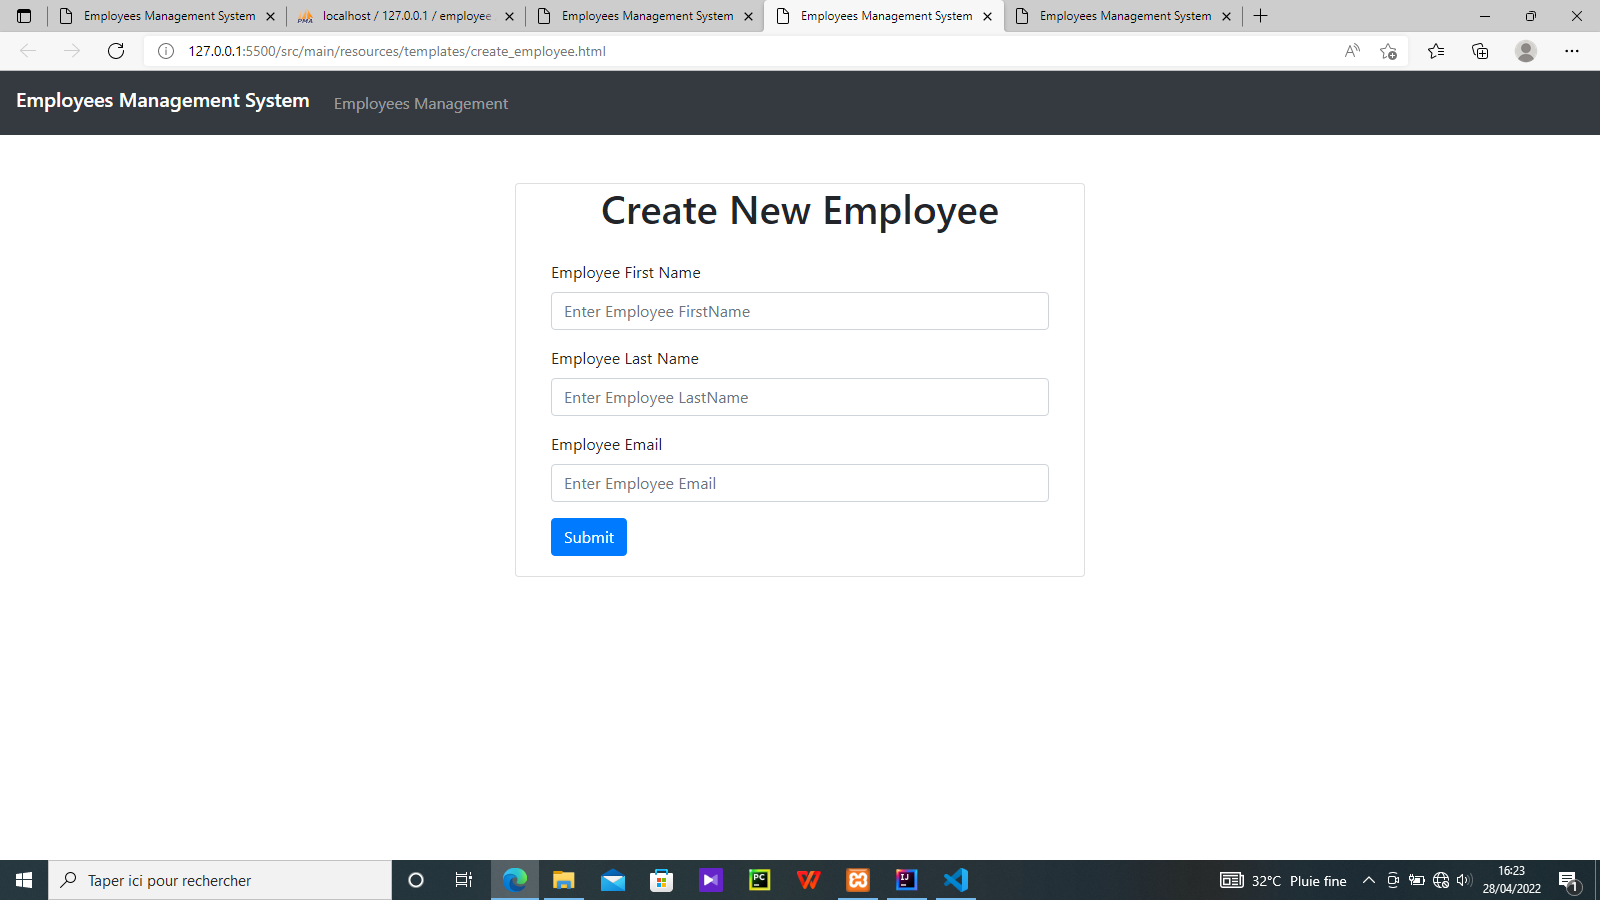 Employees Management System
localhost / 127.0.0.1 / employee
Employees Management System
Employees Management System
Employees Management System
127.0.0.1:5500/src/main/resources/templates/create_employee.html
Employees Management System
Employees Management
Create New Employee
Employee First Name
Enter Employee FirstName
Employee Last Name
Enter Employee LastName
Employee Email
Enter Employee Email
Submit
Taper ici pour rechercher
32°C Pluie fine
16:23
28/04/2022
1